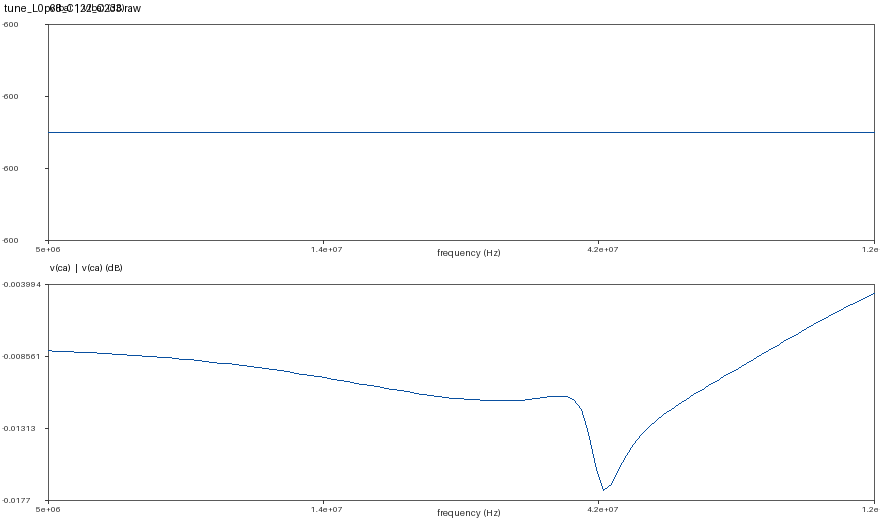 -600
-600
-600
-600
5e+06 1.4e+07 4.2e+07 1.2e
frequency (Hz)
v(ca) | v(ca) (dB)
-0.003994
-0.008561
-0.01313
-0.0177
5e+06 1.4e+07 4.2e+07 1.2e
frequency (Hz)